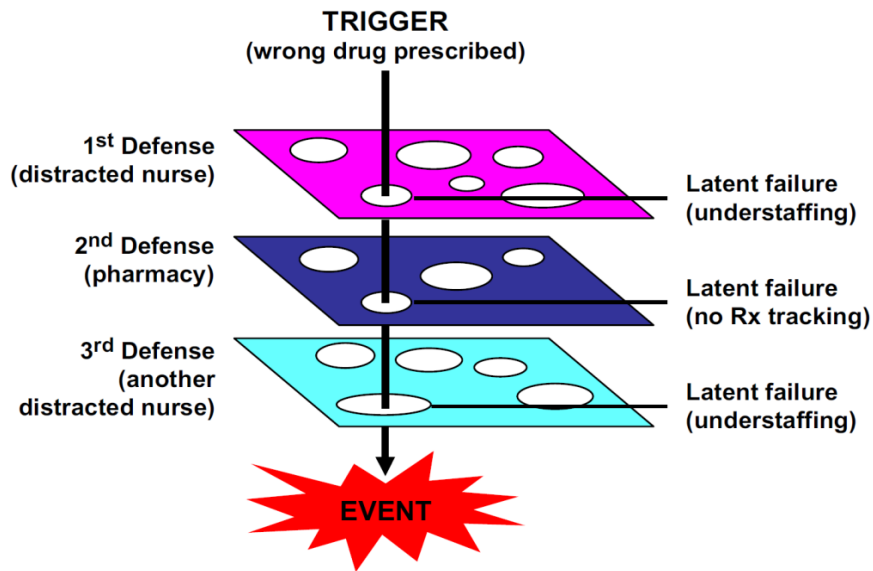 TRIGGER
(wrong drug prescribed)
1st Defense
(distracted nurse)
Latent failure
(understaffing)
2nd Defense
(pharmacy)
Latent failure
(no Rx tracking)
3rd Defense
(another
distracted nurse)
Latent failure
(understaffing)
EVENT